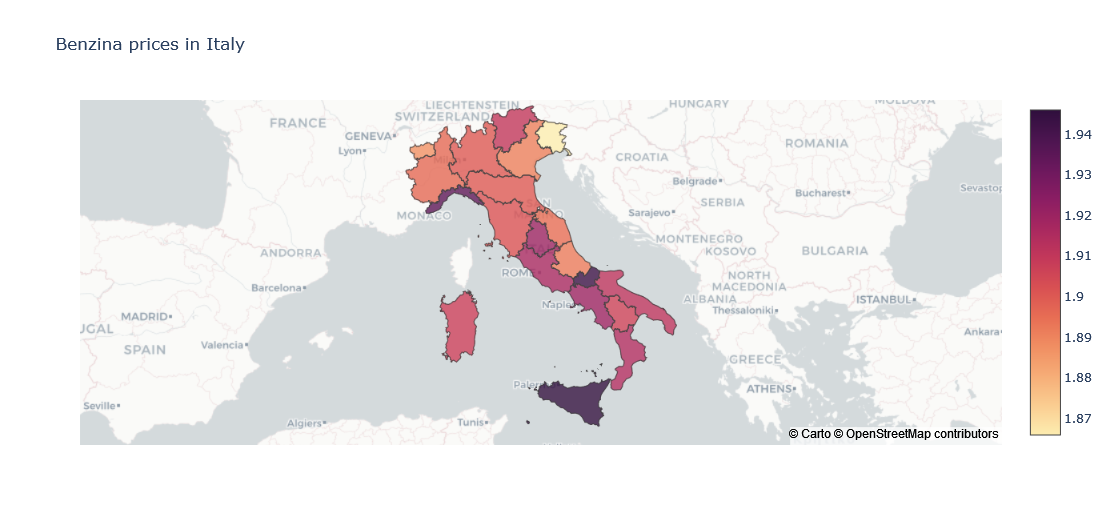 Benzina prices in Italy
LIECHTENSTEIN
HUNGARY
MOLDOVA
SWITZERLAND
FRANCE
GENEVA
Lyon
ROMANIA
CROATIA
Belgrade
Bucharest
Sevastop
SERBIA
MONACO
SAN
Sarajevo
MONTENEGRO
KOSOVO
BULGARIA
ANDORRA
ROM
NORTH
MACEDONIA
Barcelona
ALBANIA
ISTANBUL
Naples
Thessaloniki
MADRID
UGAL
SPAIN
Valencia
Ankara
GREECE
Paler
ATHENS
Seville
Algiers
Tunis
© Carto © OpenStreetMap contributors
1.94
1.93
1.92
1.91
1.9
1.89
1.88
1.87